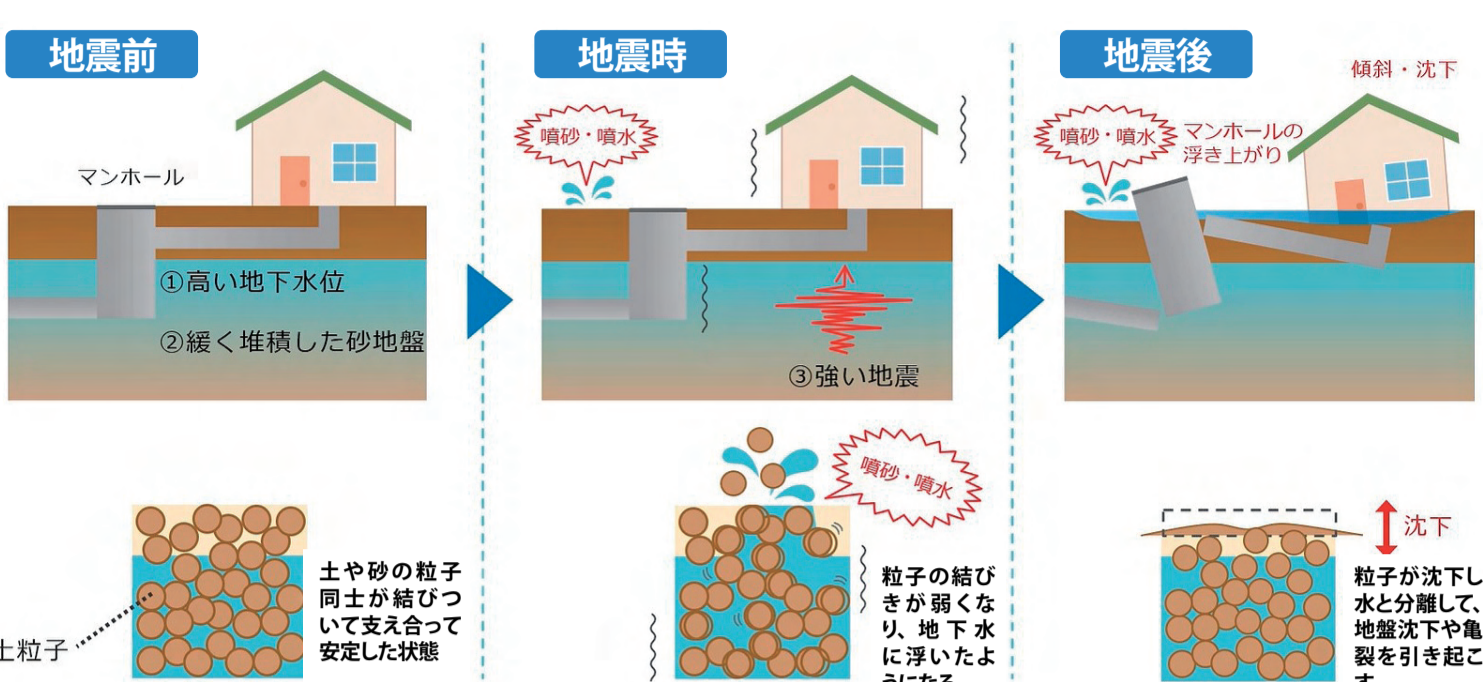 地震前
マンホール
①高い地下水位
②緩く堆積した砂地盤
土粒子
土や砂の粒子
同士が結びつ
いて支え合って
安定した状態
地震時
噴砂・噴水
③強い地震
噴砂・噴水
粒子の結び
きが弱くな
り、地下水
に浮いたよ
うになる
地震後
傾斜・沈下
噴砂・噴水
マンホールの
浮き上がり
沈下
粒子が沈下し
水と分離して、
地盤沈下や亀
裂を引き起こ
す